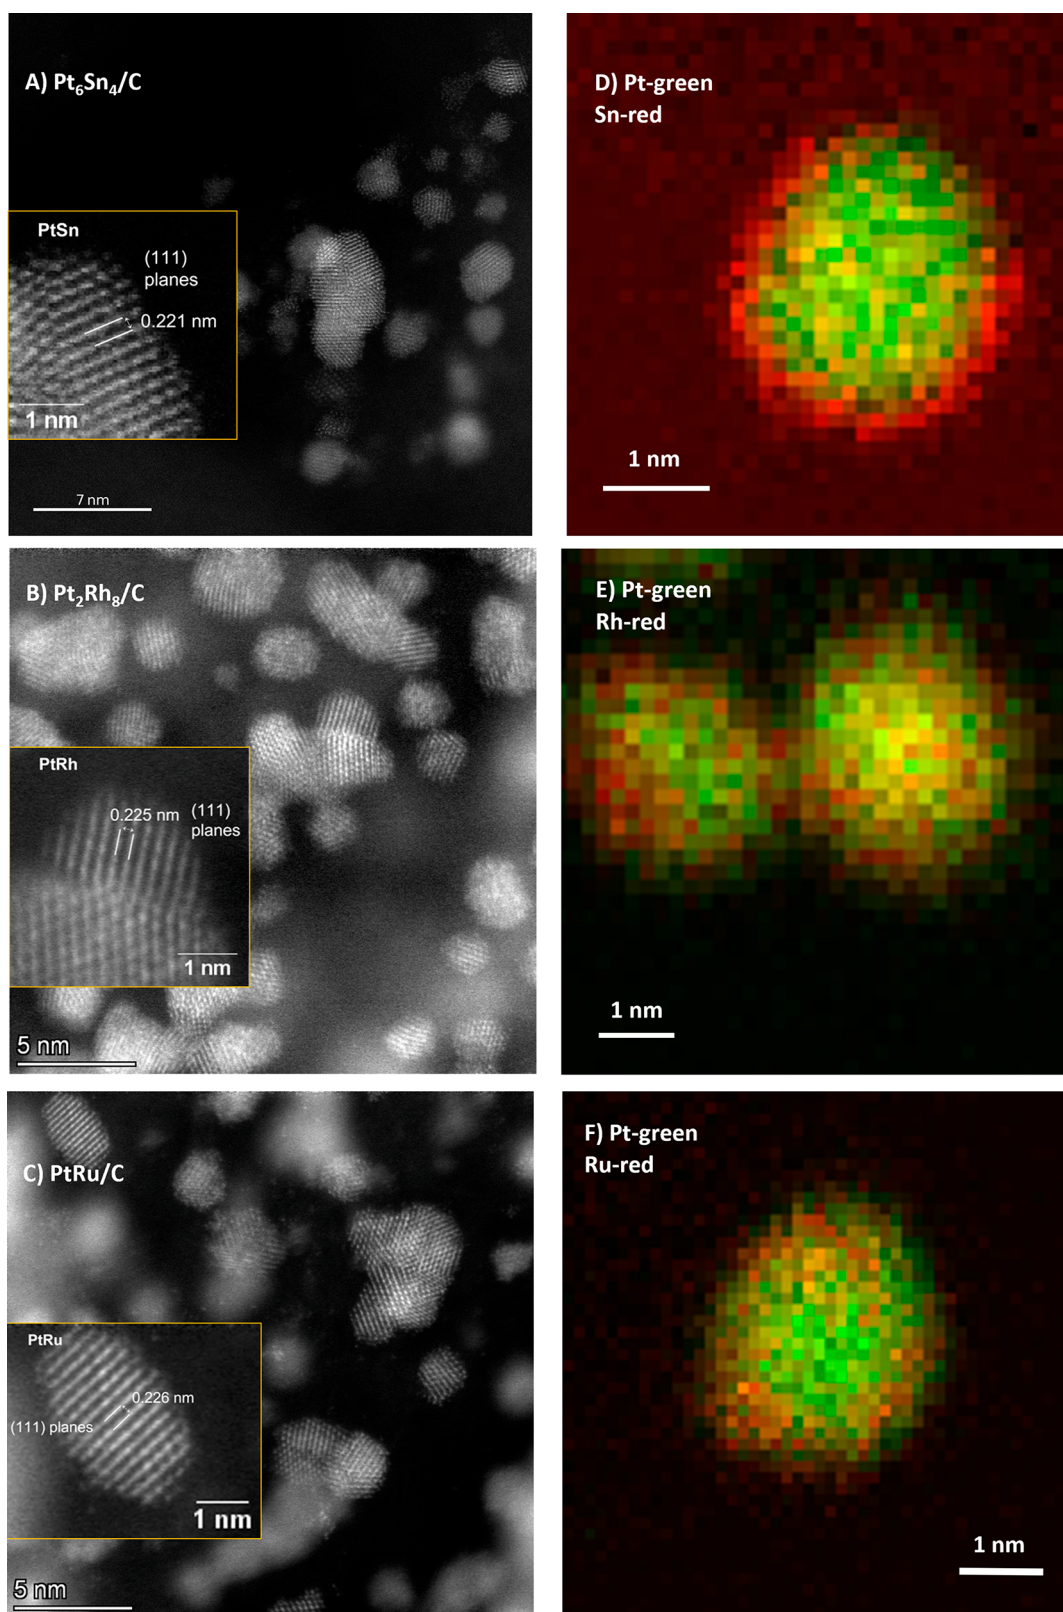 A) Pt₆Sn₄/C
PtSn
(111)
planes
0.221 nm
1 nm
7 nm
D) Pt-green
Sn-red
1 nm
B) Pt₂Rh₈/C
PtRh
0.225 nm
(111)
planes
1 nm
5 nm
E) Pt-green
Rh-red
1 nm
C) PtRu/C
PtRu
0.226 nm
(111) planes
1 nm
5 nm
F) Pt-green
Ru-red
1 nm